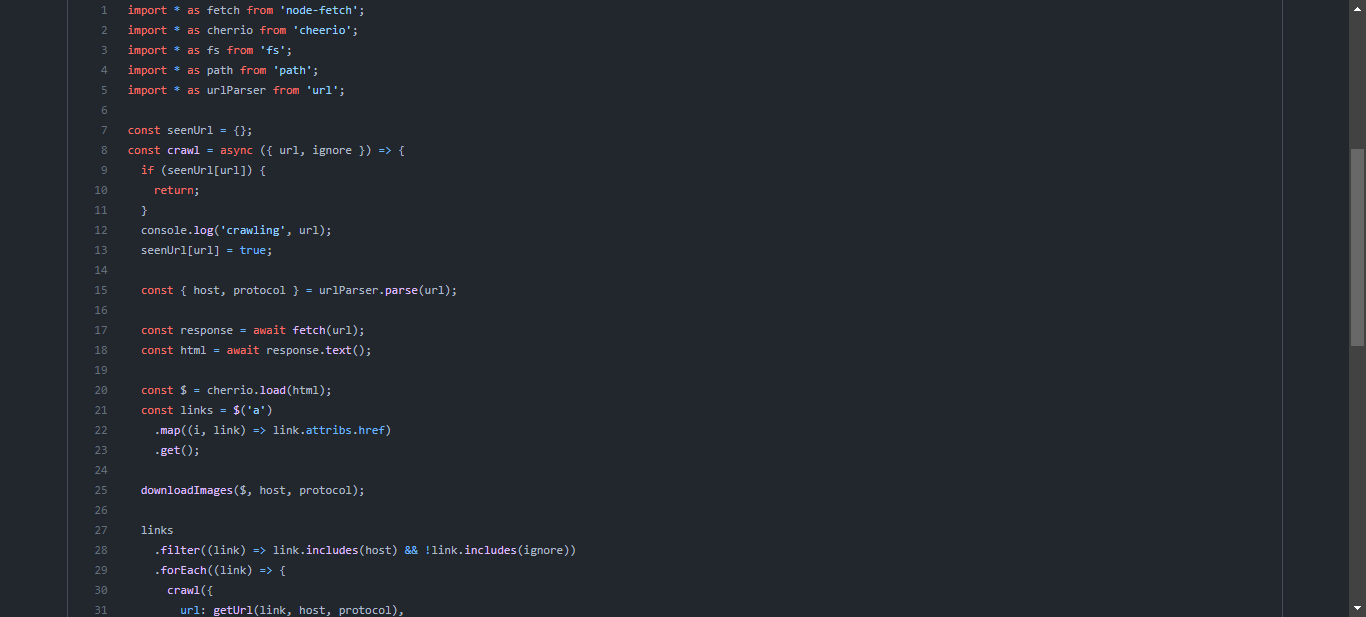 1 import * as fetch from 'node-fetch';
2 import * as cherrio from 'cheerio';
3 import * as fs from 'fs';
4 import * as path from 'path';
5 import * as urlParser from 'url';
6
7 const seenUrl = {};
8 const crawl = async ({ url, ignore }) => {
9 if (seenUrl[url]) {
10 return;
11 }
12 console.log('crawling', url);
13 seenUrl[url] = true;
14
15 const { host, protocol } = urlParser.parse(url);
16
17 const response = await fetch(url);
18 const html = await response.text();
19
20 const $ = cherrio.load(html);
21 const links = $('a')
22 .map((i, link) => link.attribs.href)
23 .get();
24
25 downloadImages($, host, protocol);
26
27 links
28 .filter((link) => link.includes(host) && !link.includes(ignore))
29 .forEach((link) => {
30 crawl({
31 url: getUrl(link, host, protocol),